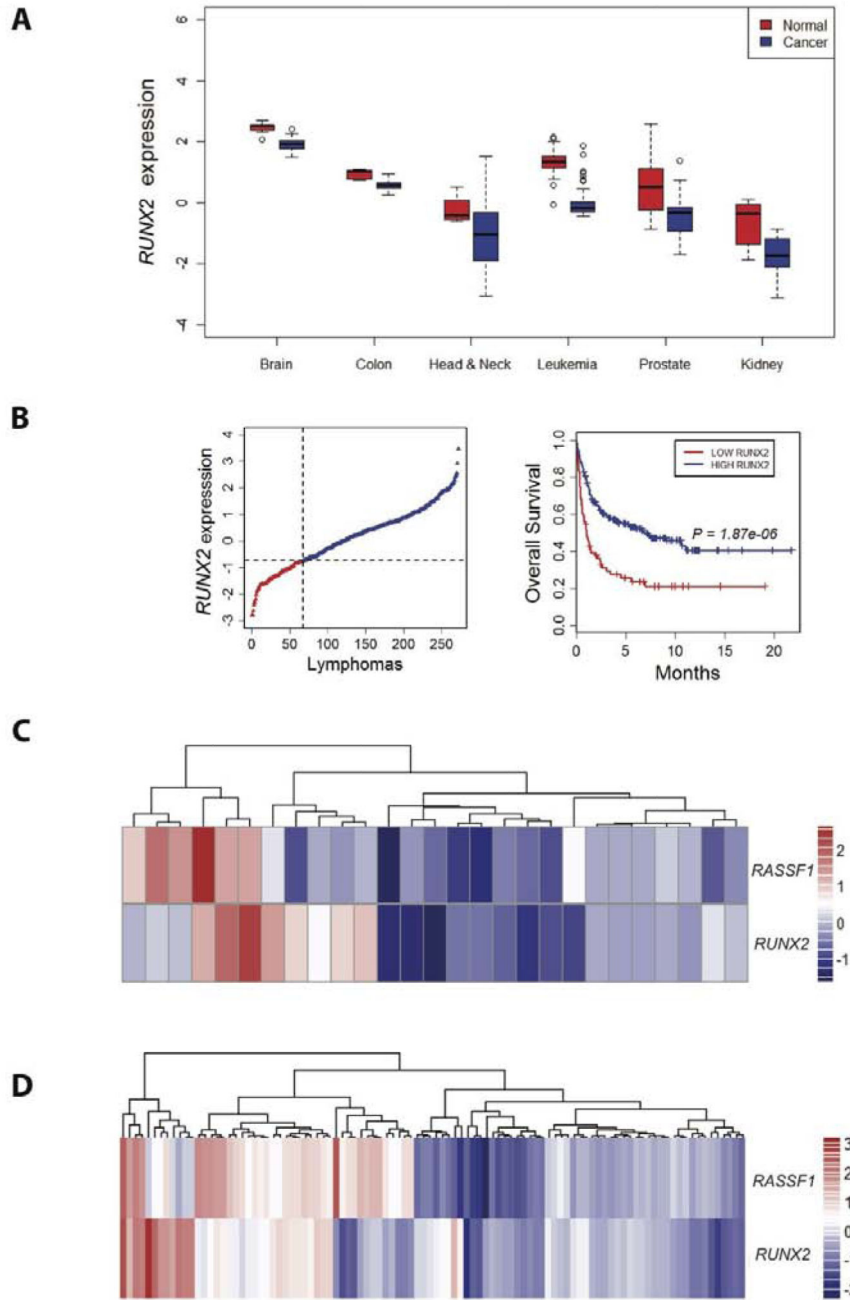 A
RUNX2 expression
6
4
2
0
-2
-4
Normal
Cancer
Brain
Colon
Head & Neck
Leukemia
Prostate
Kidney
B
RUNX2 expresssion
4
3
2
1
0
-1
-2
-3
0
50
100
150
200
250
Lymphomas
Overall Survival
1.0
0.8
0.6
0.4
0.2
0.0
LOW RUNX2
HIGH RUNX2
P = 1.87e-06
0
5
10
15
20
Months
C
RASSF1
RUNX2
2
1
0
-1
D
RASSF1
RUNX2
3
2
1
0
-1